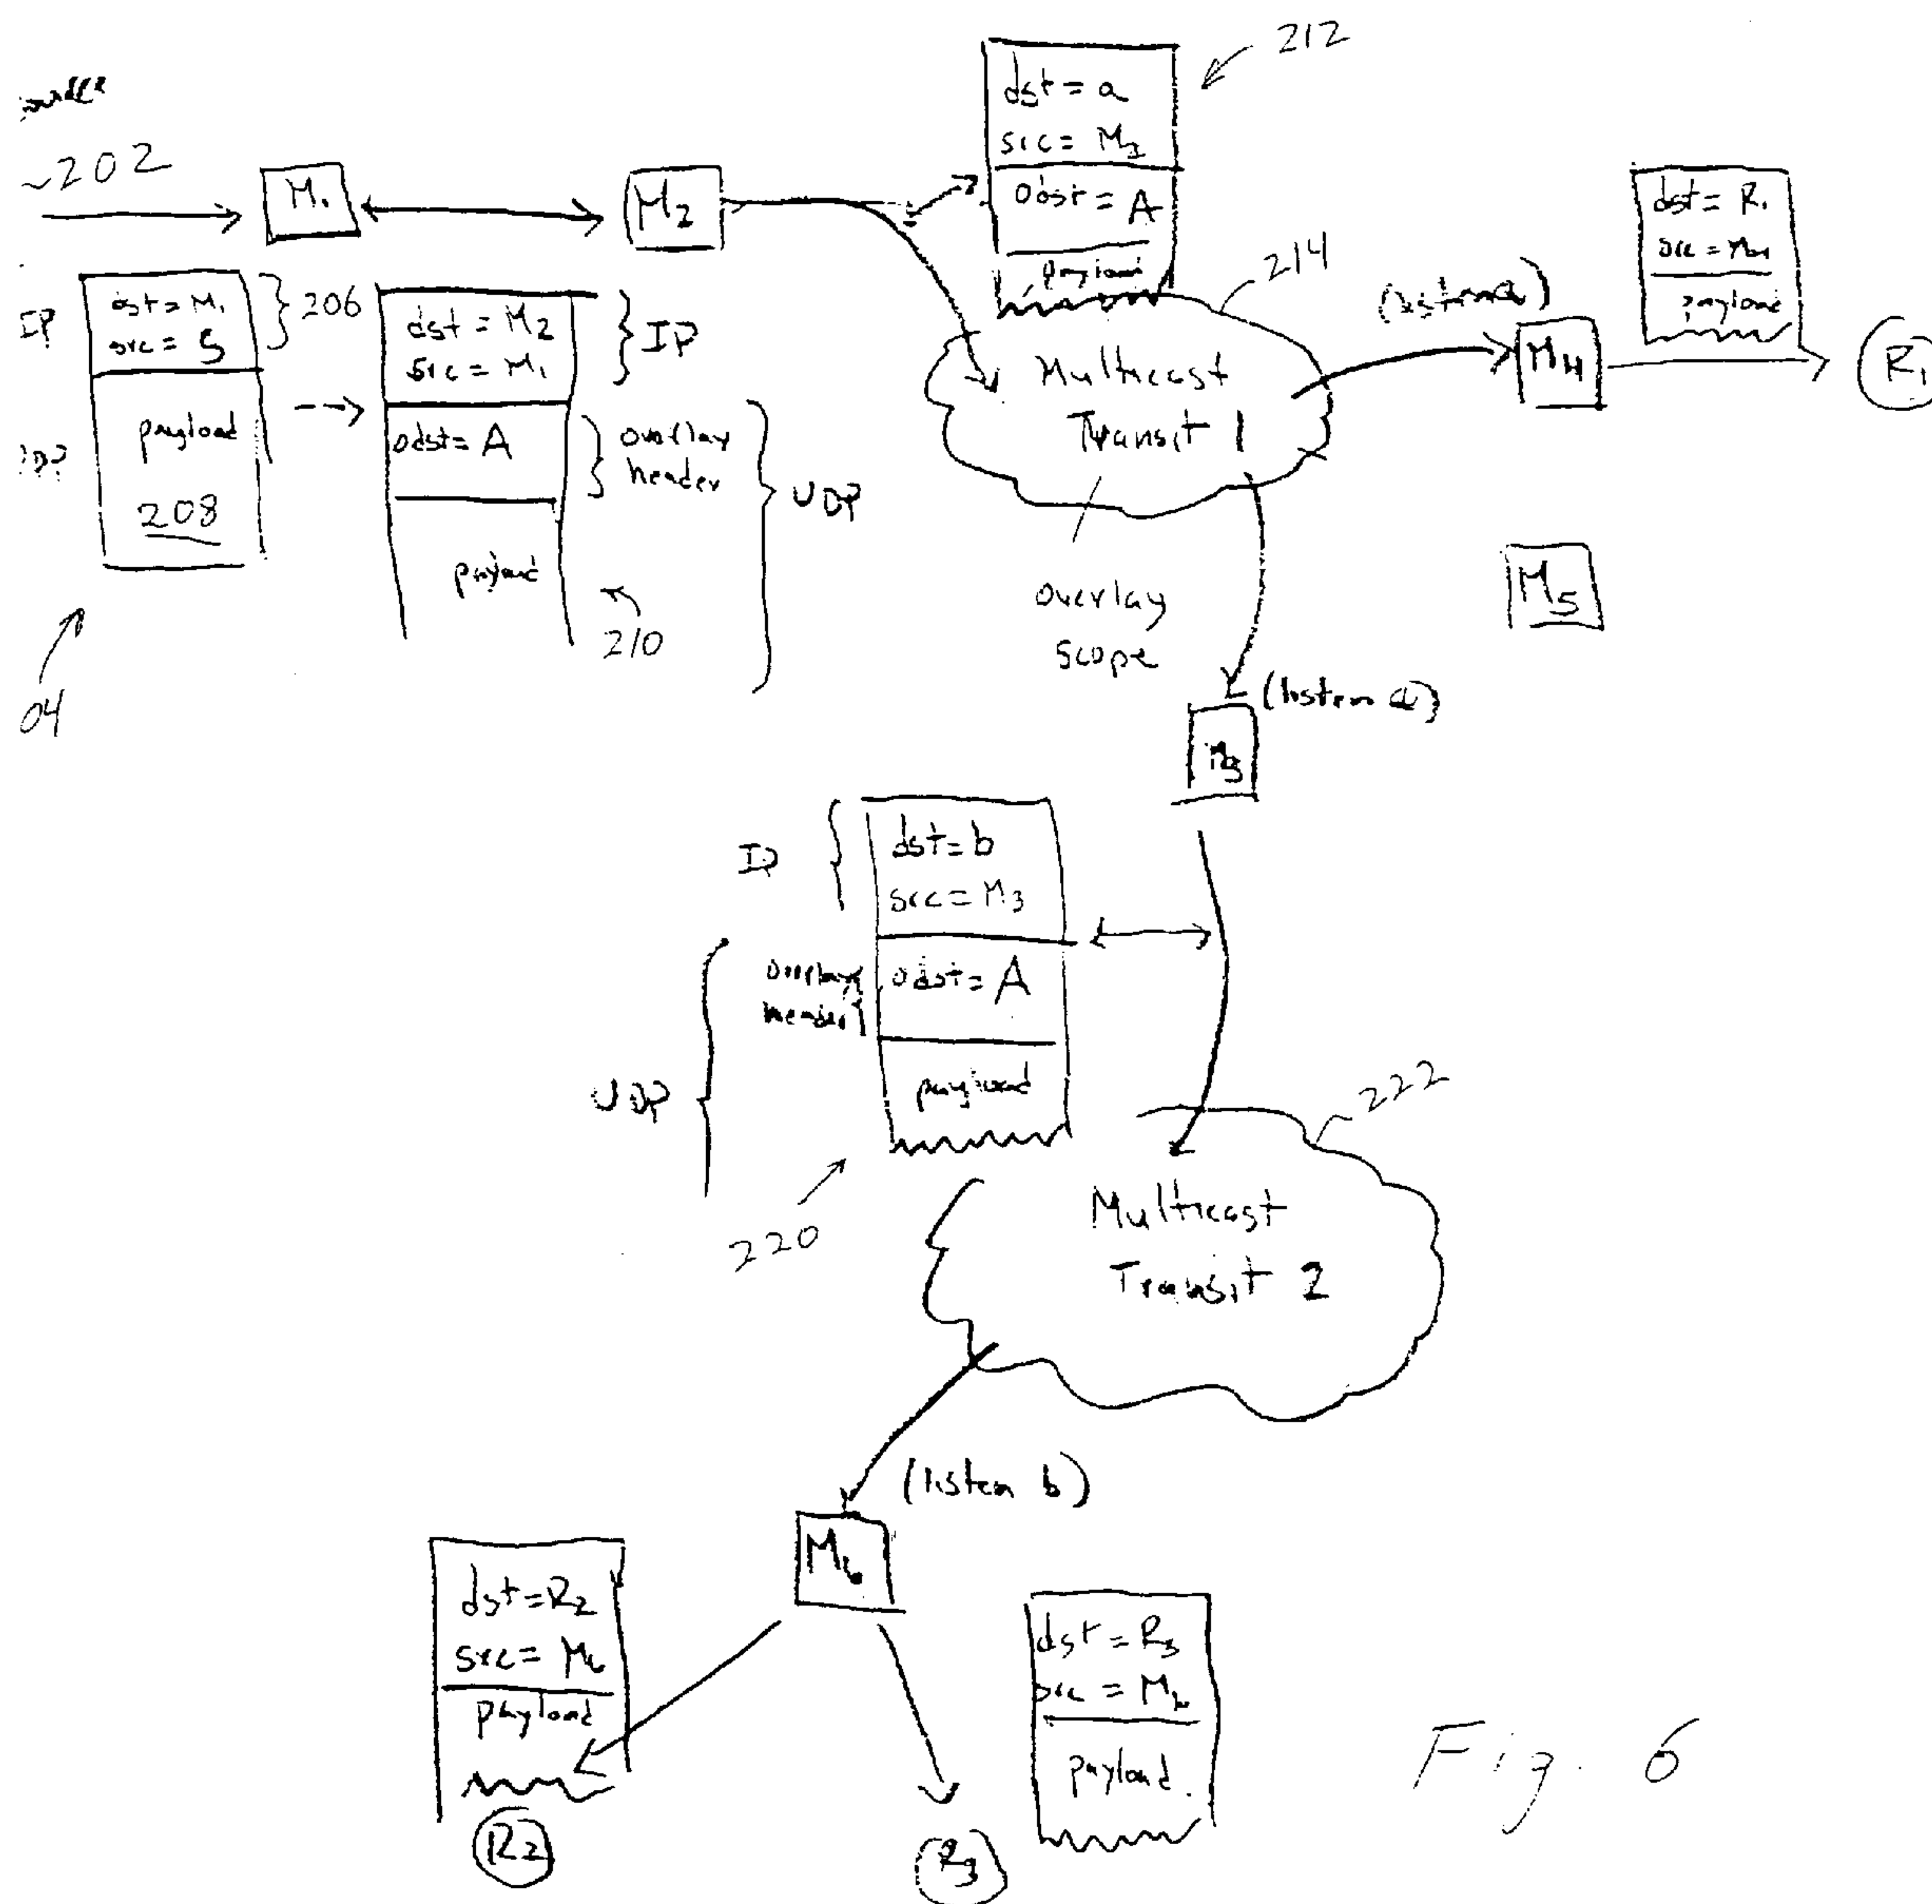 212
dst = a
src = M2
odst = A
payload
~202
M1
M2
dst = R1
src = M4
payload
214
M4
R1
IP
dst = M1
src = S
206
payload
208
dst = M2
src = M1
IP
odst = A
overlay
header
UDP
payload
210
04
Multicast
Transit 1
overlay
scope
M5
(listen a)
M3
IP
dst = b
src = M3
overlay
header
odst = A
UDP
payload
220
222
Multicast
Transit 2
(listen b)
M6
dst = R2
src = M6
payload
R2
dst = R3
src = M6
payload
R3
Fig. 6